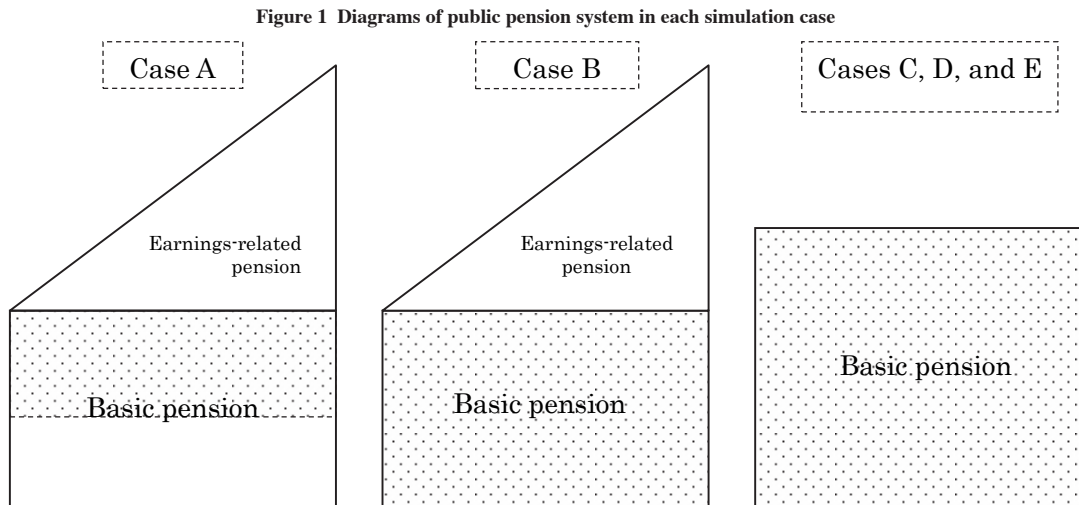 Figure 1 Diagrams of public pension system in each simulation case
Case A
Case B
Cases C, D, and E
Earnings-related
pension
Earnings-related
pension
Basic pension
Basic pension
Basic pension